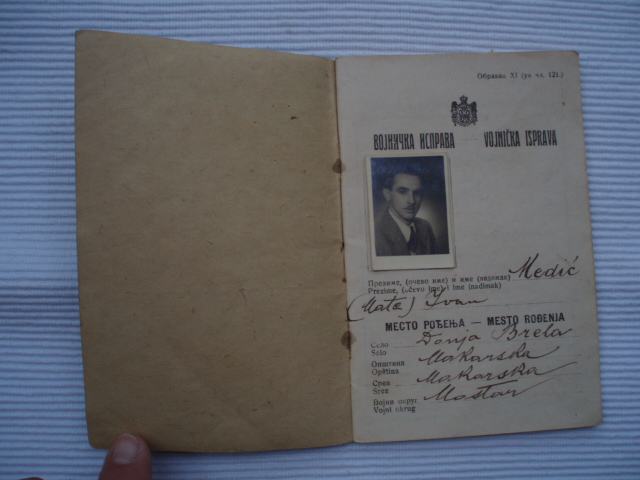 Образац XI (уз чл. 121.)
ВОЈНИЧКА ИСПРАВА — VOJNIČKA ISPRAVA
Презиме, (очево име) и име (надимак) Medić
Prezime, (očevo ime) i ime (nadimak)
(Mate) Ivan
МЕСТО РОЂЕЊА — MESTO ROĐENJA
Село
Selo Donja Brela
Општина
Opština Makarska
Срез
Srez Makarska
Војни округ
Vojni okrug Mostar